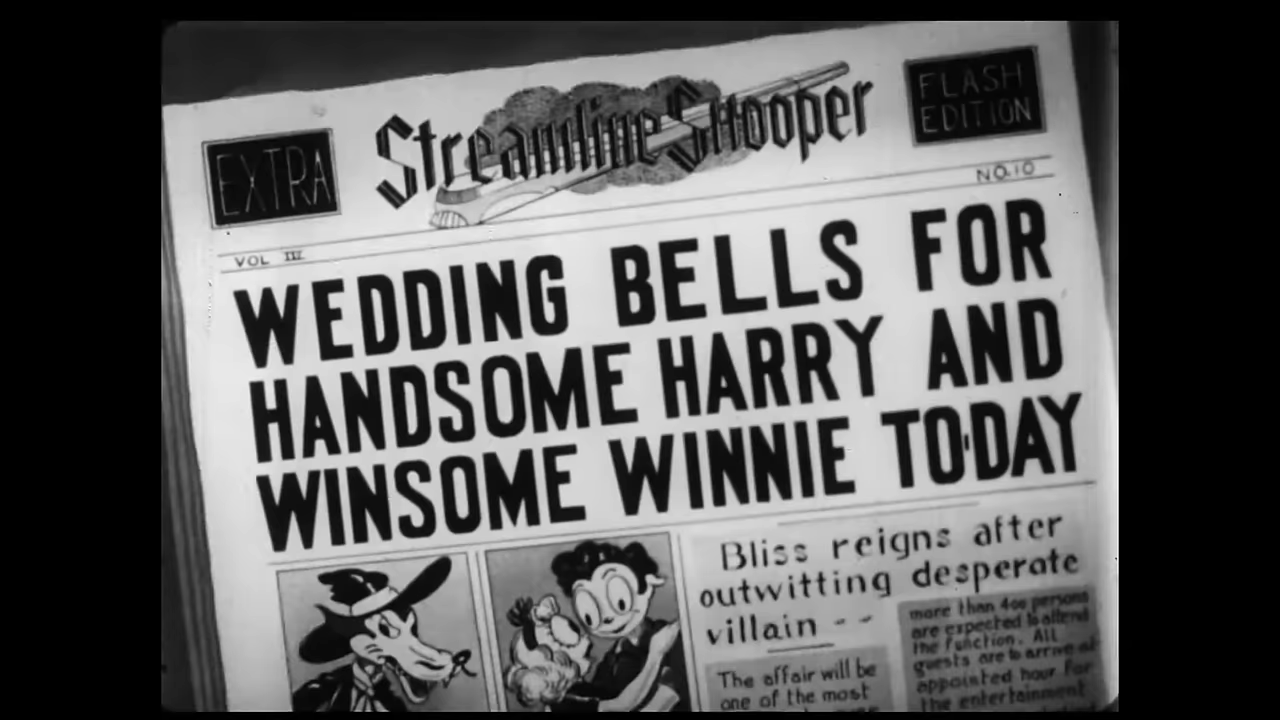 EXTRA
Streamline Snooper
FLASH
EDITION
VOL III
NO. 10
WEDDING BELLS FOR
HANDSOME HARRY AND
WINSOME WINNIE TO-DAY
Bliss reigns after
outwitting desperate
villain - -
The affair will be
one of the most
more than 400 persons
are expected to attend
the function. All
guests are to arrive at
appointed hour for
the entertainment